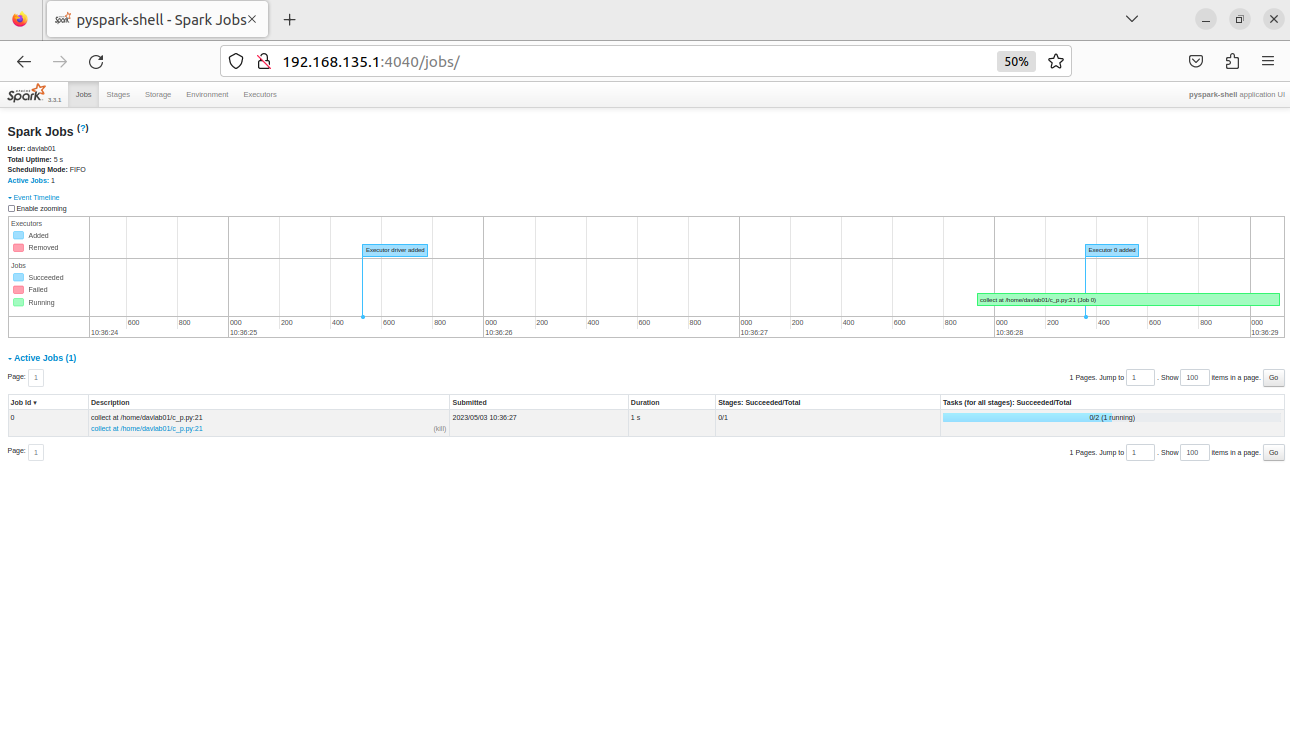 pyspark-shell - Spark Jobs
192.168.135.1:4040/jobs/
50%
APACHE Spark 3.3.1 Jobs Stages Storage Environment Executors pyspark-shell application UI
Spark Jobs (?)
User: davlab01
Total Uptime: 5 s
Scheduling Mode: FIFO
Active Jobs: 1
Event Timeline
Enable zooming
Executors
Added
Removed
Executor driver added
Executor 0 added
Jobs
Succeeded
Failed
Running
collect at /home/davlab01/c_p.py:21 (Job 0)
600 800 000 200 400 600 800 000 200 400 600 800 000 200 400 600 800 000 200 400 600 800 000
10:36:24 10:36:25 10:36:26 10:36:27 10:36:28 10:36:29
Active Jobs (1)
Page: 1 1 Pages. Jump to 1 . Show 100 items in a page. Go
Job Id ▾ Description Submitted Duration Stages: Succeeded/Total Tasks (for all stages): Succeeded/Total
0 collect at /home/davlab01/c_p.py:21 2023/05/03 10:36:27 1 s 0/1 0/2 (1 running)
collect at /home/davlab01/c_p.py:21 (kill)
Page: 1 1 Pages. Jump to 1 . Show 100 items in a page. Go